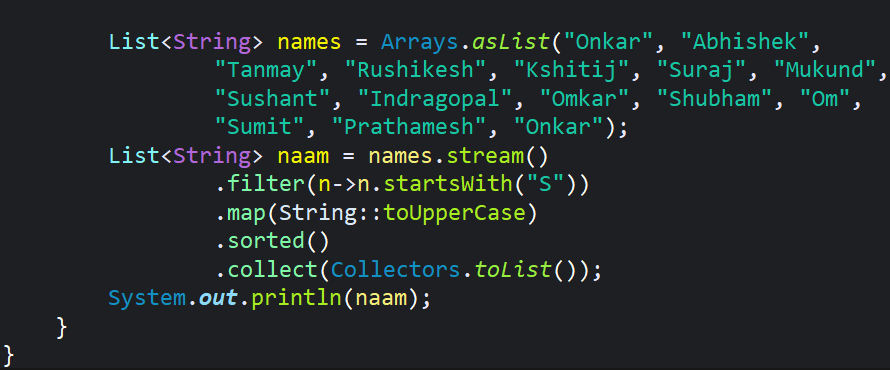 List<String> names = Arrays.asList("Onkar", "Abhishek",
"Tanmay", "Rushikesh", "Kshitij", "Suraj", "Mukund",
"Sushant", "Indragopal", "Omkar", "Shubham", "Om",
"Sumit", "Prathamesh", "Onkar");
List<String> naam = names.stream()
.filter(n->n.startsWith("S"))
.map(String::toUpperCase)
.sorted()
.collect(Collectors.toList());
System.out.println(naam);
}
}